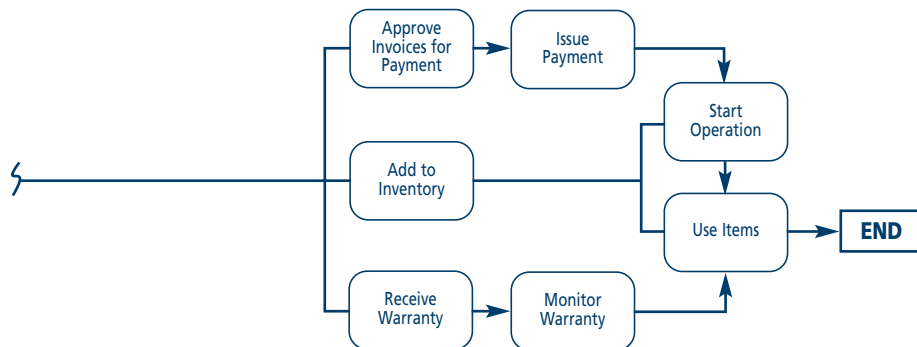 Approve
Invoices for
Payment
Issue
Payment
Start
Operation
Add to
Inventory
Use Items
END
Receive
Warranty
Monitor
Warranty